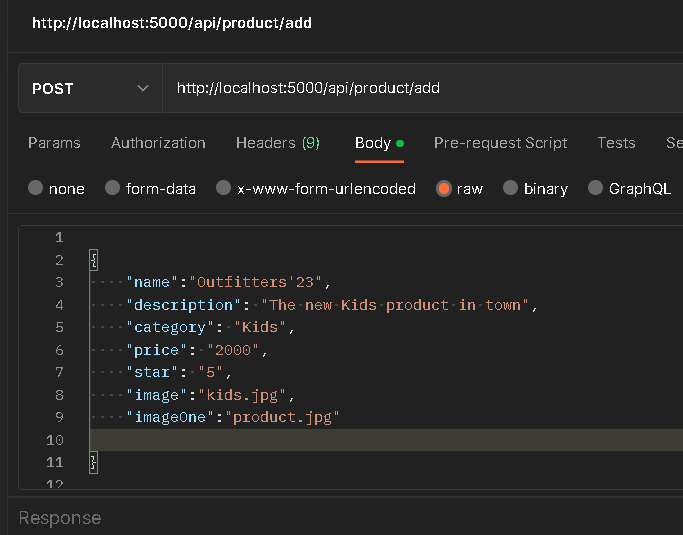 http://localhost:5000/api/product/add
POST http://localhost:5000/api/product/add
Params Authorization Headers (9) Body Pre-request Script Tests Se
none form-data x-www-form-urlencoded raw binary GraphQL
1
2 {
3 "name":"Outfitters'23",
4 "description": "The new Kids product in town",
5 "category": "Kids",
6 "price": "2000",
7 "star": "5",
8 "image":"kids.jpg",
9 "imageOne":"product.jpg"
10
11 }
12
Response